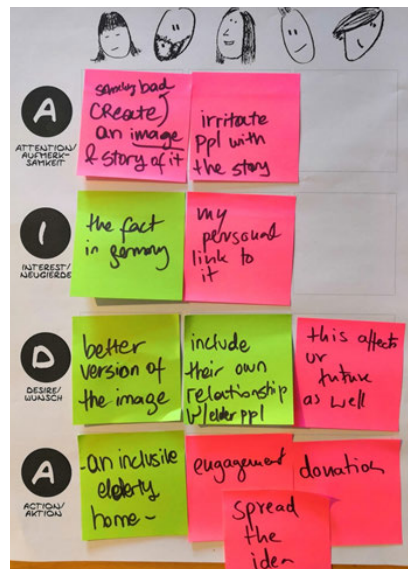 A
ATTENTION/
AUFMERK-
SAMKEIT
bad
create
an image
& story of it
irritate
ppl with
the story
I
INTEREST/
NEUGIERDE
the fact
in germany
my
personal
link to
it
D
DESIRE/
WUNSCH
better
version of
the image
include
their own
relationship
w/ elder ppl
this affects
ur
future
as well
A
ACTION/
AKTION
-an inclusive
elderly
home-
engagement
donation
spread
the
idea